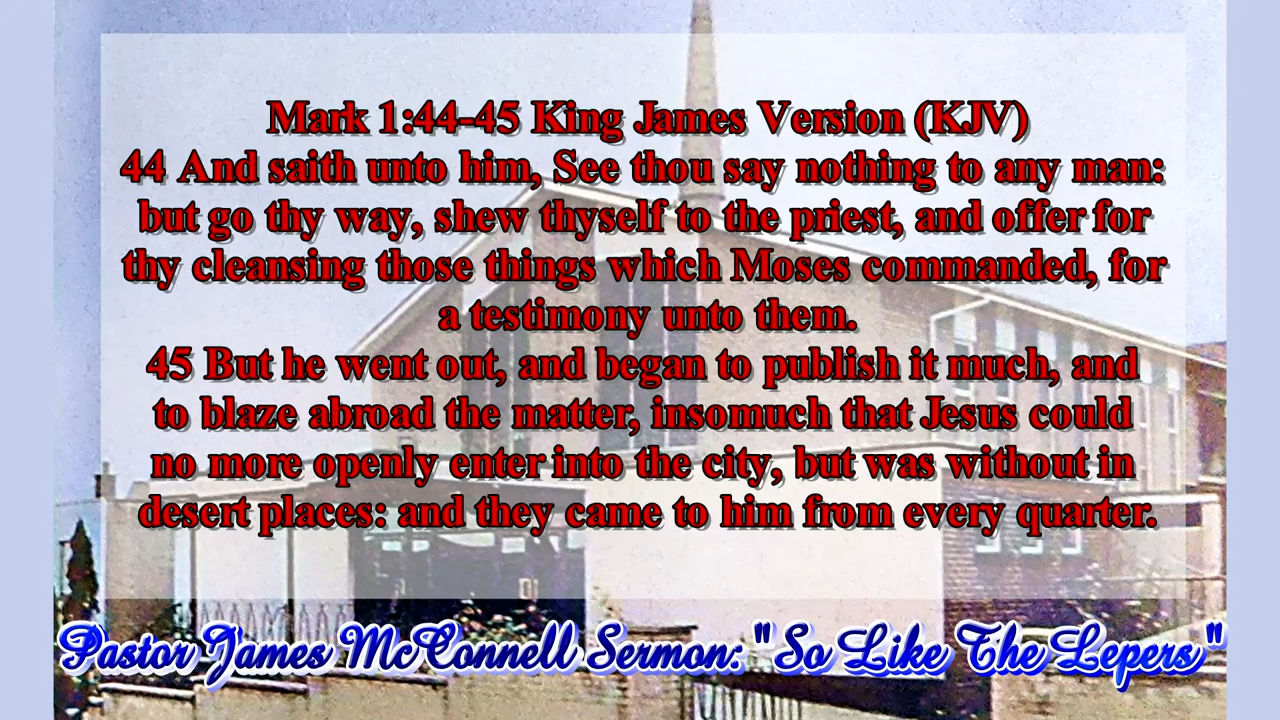 Mark 1:44-45 King James Version (KJV)
44 And saith unto him, See thou say nothing to any man:
but go thy way, shew thyself to the priest, and offer for
thy cleansing those things which Moses commanded, for
a testimony unto them.
45 But he went out, and began to publish it much, and
to blaze abroad the matter, insomuch that Jesus could
no more openly enter into the city, but was without in
desert places: and they came to him from every quarter.
Pastor James McConnell Sermon: "So Like The Lepers"